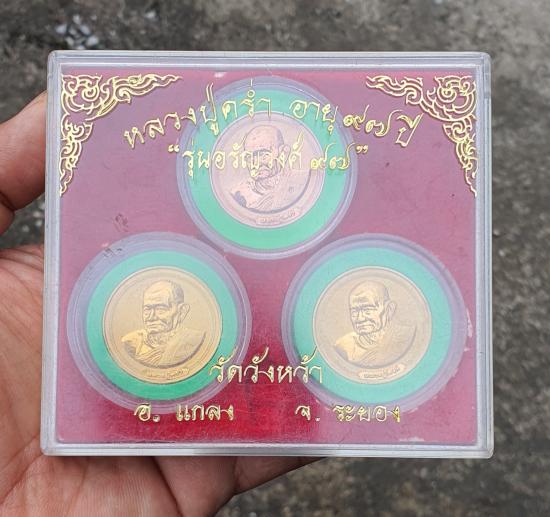 หลวงปู่คร่ำ อายุ ๙๗ ปี
"รุ่นอรัญวงศ์ ๙๗"
วัดวังหว้า
อ. แกลง จ. ระยอง